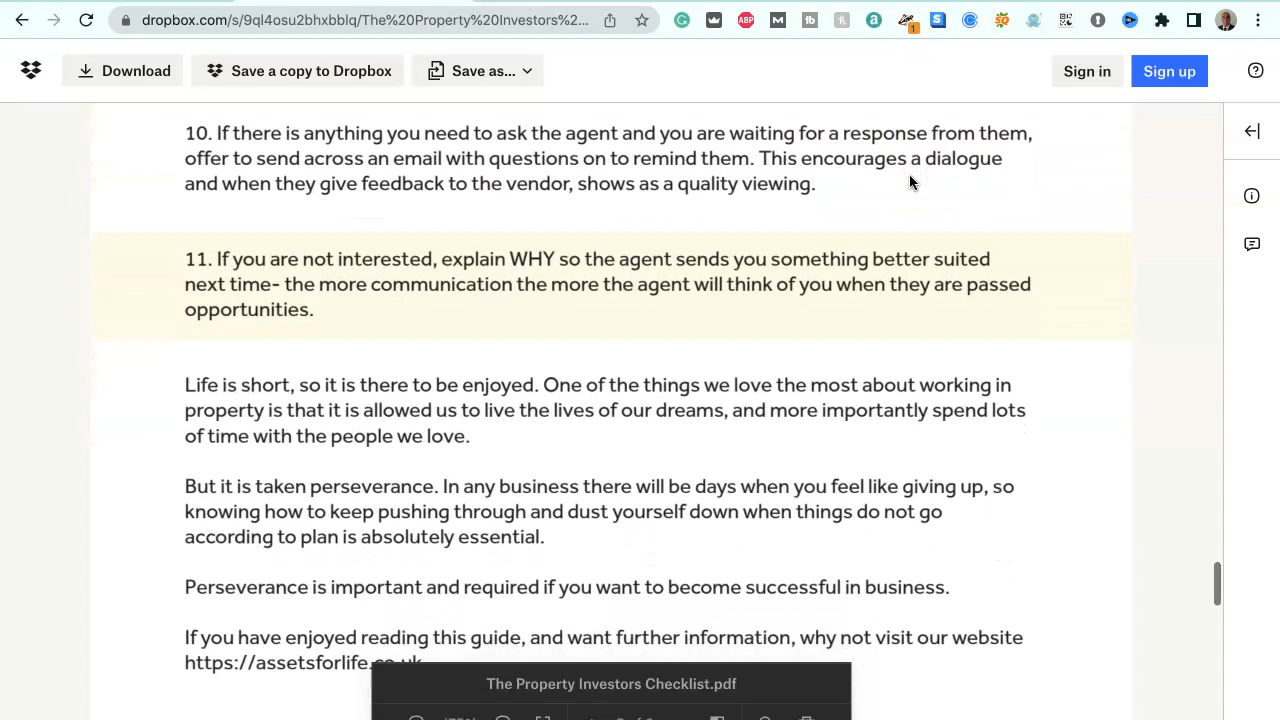 dropbox.com/s/9ql4osu2bhxbblq/The%20Property%20Investors%2...
Download
Save a copy to Dropbox
Save as...
Sign in
Sign up
10. If there is anything you need to ask the agent and you are waiting for a response from them,
offer to send across an email with questions on to remind them. This encourages a dialogue
and when they give feedback to the vendor, shows as a quality viewing.
11. If you are not interested, explain WHY so the agent sends you something better suited
next time- the more communication the more the agent will think of you when they are passed
opportunities.
Life is short, so it is there to be enjoyed. One of the things we love the most about working in
property is that it is allowed us to live the lives of our dreams, and more importantly spend lots
of time with the people we love.
But it is taken perseverance. In any business there will be days when you feel like giving up, so
knowing how to keep pushing through and dust yourself down when things do not go
according to plan is absolutely essential.
Perseverance is important and required if you want to become successful in business.
If you have enjoyed reading this guide, and want further information, why not visit our website
https://assetsforlife.co.uk
The Property Investors Checklist.pdf